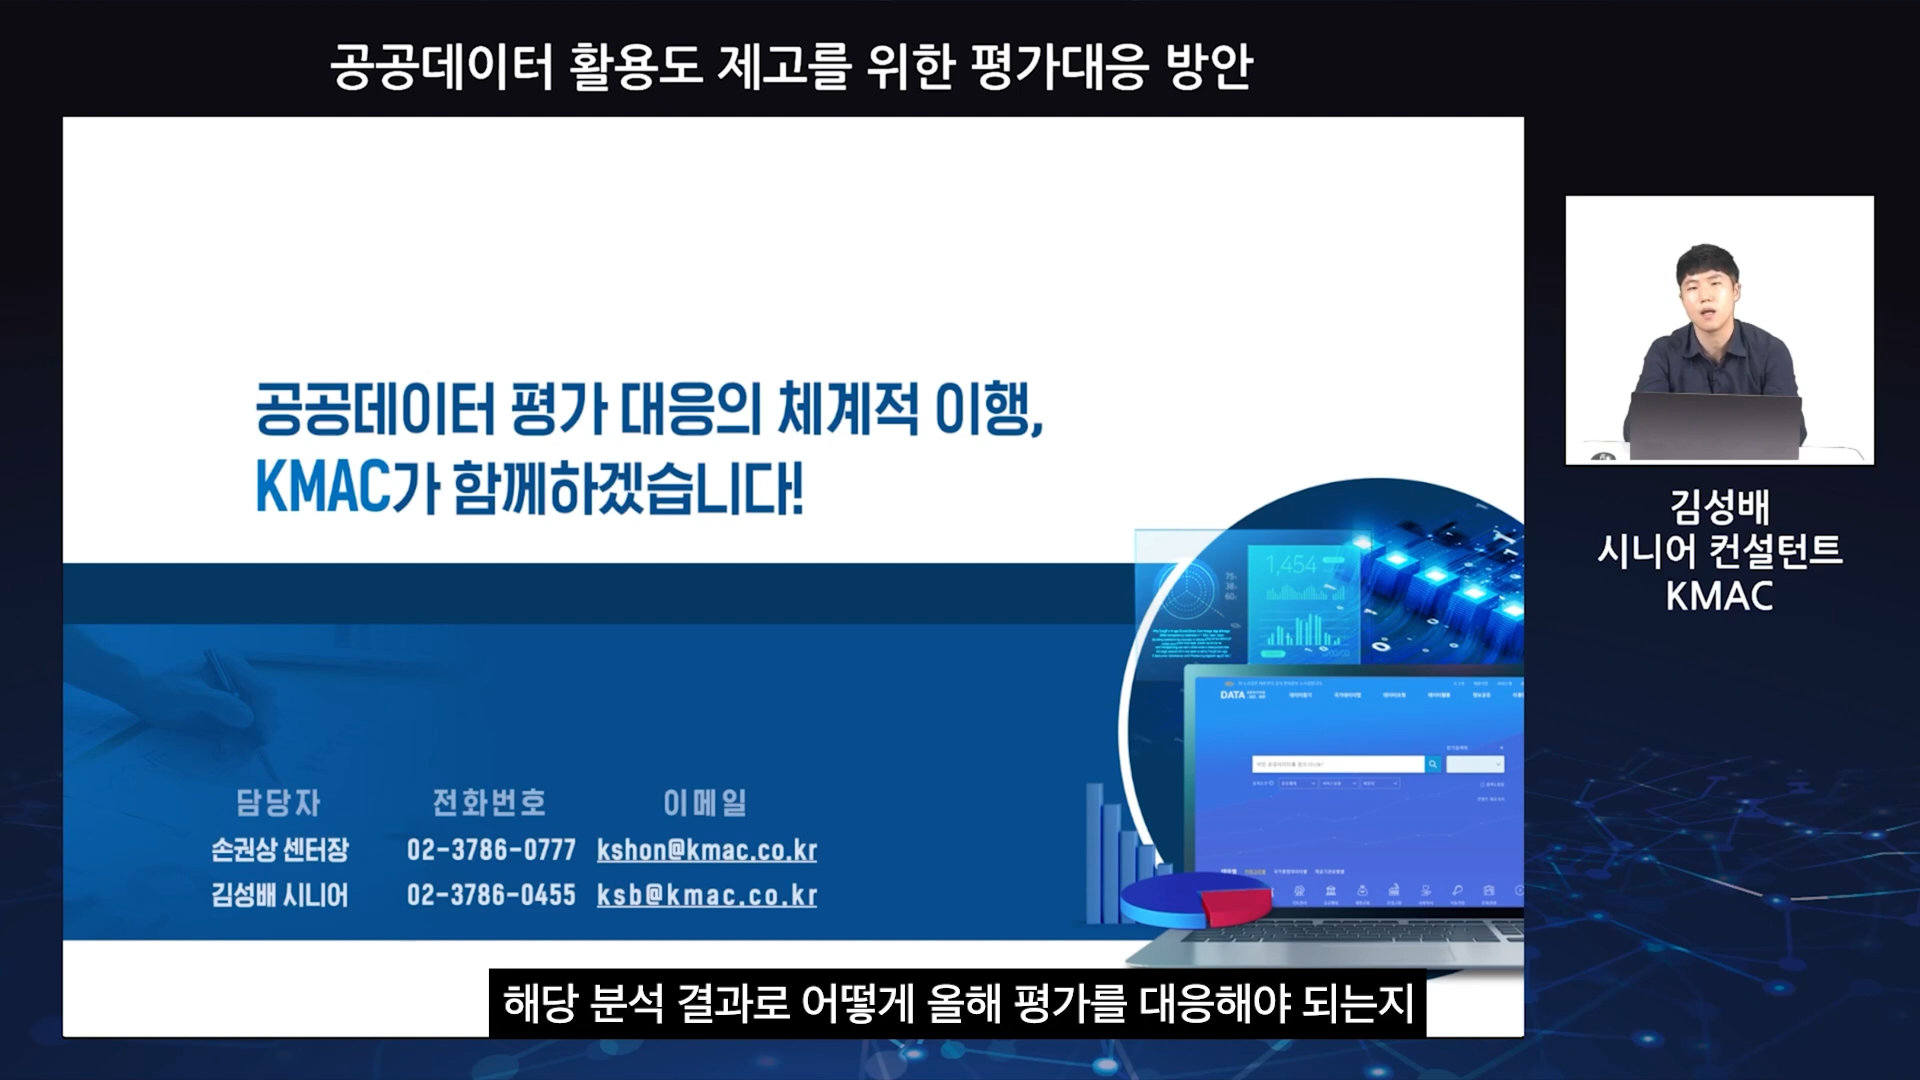 공공데이터 활용도 제고를 위한 평가대응 방안
공공데이터 평가 대응의 체계적 이행,
KMAC가 함께하겠습니다!
담당자 전화번호 이메일
손권상 센터장 02-3786-0777 kshon@kmac.co.kr
김성배 시니어 02-3786-0455 ksb@kmac.co.kr
1,454
DATA
김성배
시니어 컨설턴트
KMAC
해당 분석 결과로 어떻게 올해 평가를 대응해야 되는지